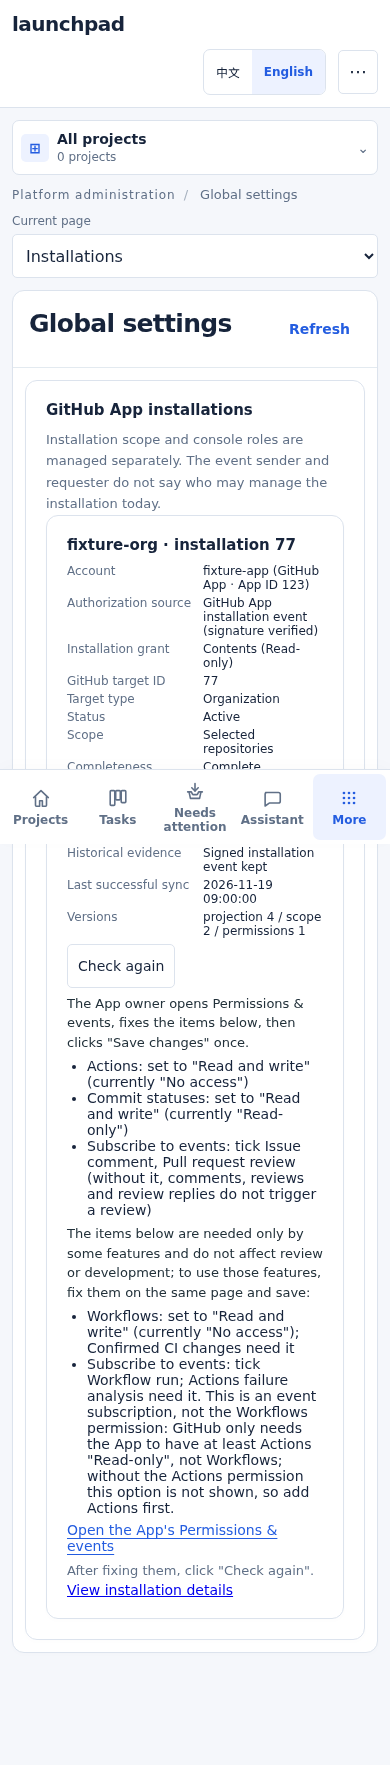 launchpad
中文
English
...
All projects
0 projects
Platform administration / Global settings
Current page
Installations
Global settings
Refresh
GitHub App installations
Installation scope and console roles are
managed separately. The event sender and
requester do not say who may manage the
installation today.
fixture-org · installation 77
Account
fixture-app (GitHub
App · App ID 123)
Authorization source
GitHub App
installation event
(signature verified)
Installation grant
Contents (Read-
only)
GitHub target ID
77
Target type
Organization
Status
Active
Scope
Selected
repositories
Completeness
Complete
Projects
Tasks
Needs
attention
Assistant
More
Historical evidence
Signed installation
event kept
Last successful sync
2026-11-19
09:00:00
Versions
projection 4 / scope
2 / permissions 1
Check again
The App owner opens Permissions &
events, fixes the items below, then
clicks "Save changes" once.
• Actions: set to "Read and write"
(currently "No access")
• Commit statuses: set to "Read
and write" (currently "Read-
only")
• Subscribe to events: tick Issue
comment, Pull request review
(without it, comments, reviews
and review replies do not trigger
a review)
The items below are needed only by
some features and do not affect review
or development; to use those features,
fix them on the same page and save:
• Workflows: set to "Read and
write" (currently "No access");
Confirmed CI changes need it
• Subscribe to events: tick
Workflow run; Actions failure
analysis need it. This is an event
subscription, not the Workflows
permission: GitHub only needs
the App to have at least Actions
"Read-only", not Workflows;
without the Actions permission
this option is not shown, so add
Actions first.
Open the App's Permissions &
events
After fixing them, click "Check again".
View installation details